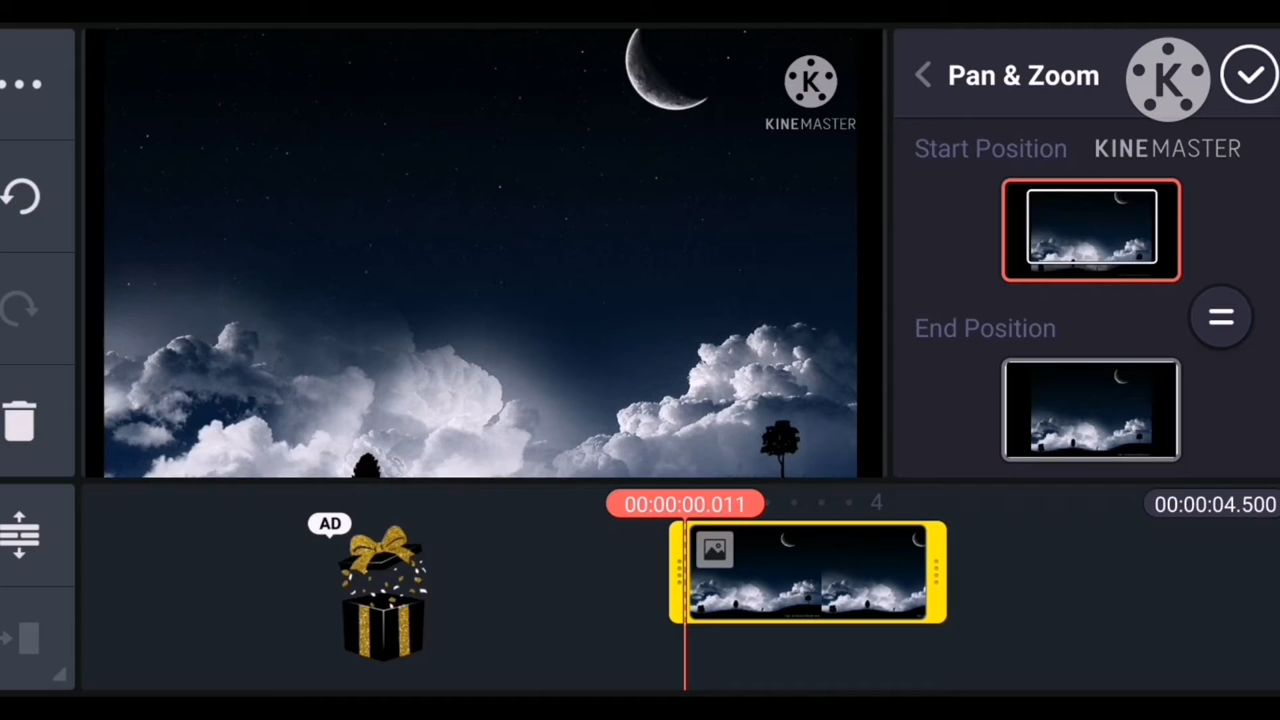 K
KINEMASTER
Pan & Zoom
K
Start Position
KINEMASTER
End Position
00:00:00.011
4
00:00:04.500
AD